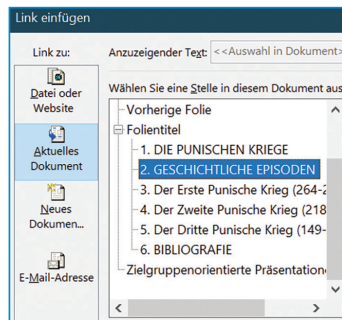 Link einfügen
Link zu:
Anzuzeigender Text: <<Auswahl in Dokument>
Datei oder
Website
Aktuelles
Dokument
Neues
Dokumen...
E-Mail-Adresse
Wählen Sie eine Stelle in diesem Dokument aus
Vorherige Folie
Folientitel
1. DIE PUNISCHEN KRIEGE
2. GESCHICHTLICHE EPISODEN
3. Der Erste Punische Krieg (264-2
4. Der Zweite Punische Krieg (218
5. Der Dritte Punische Krieg (149-
6. BIBLIOGRAFIE
Zielgruppenorientierte Präsentation